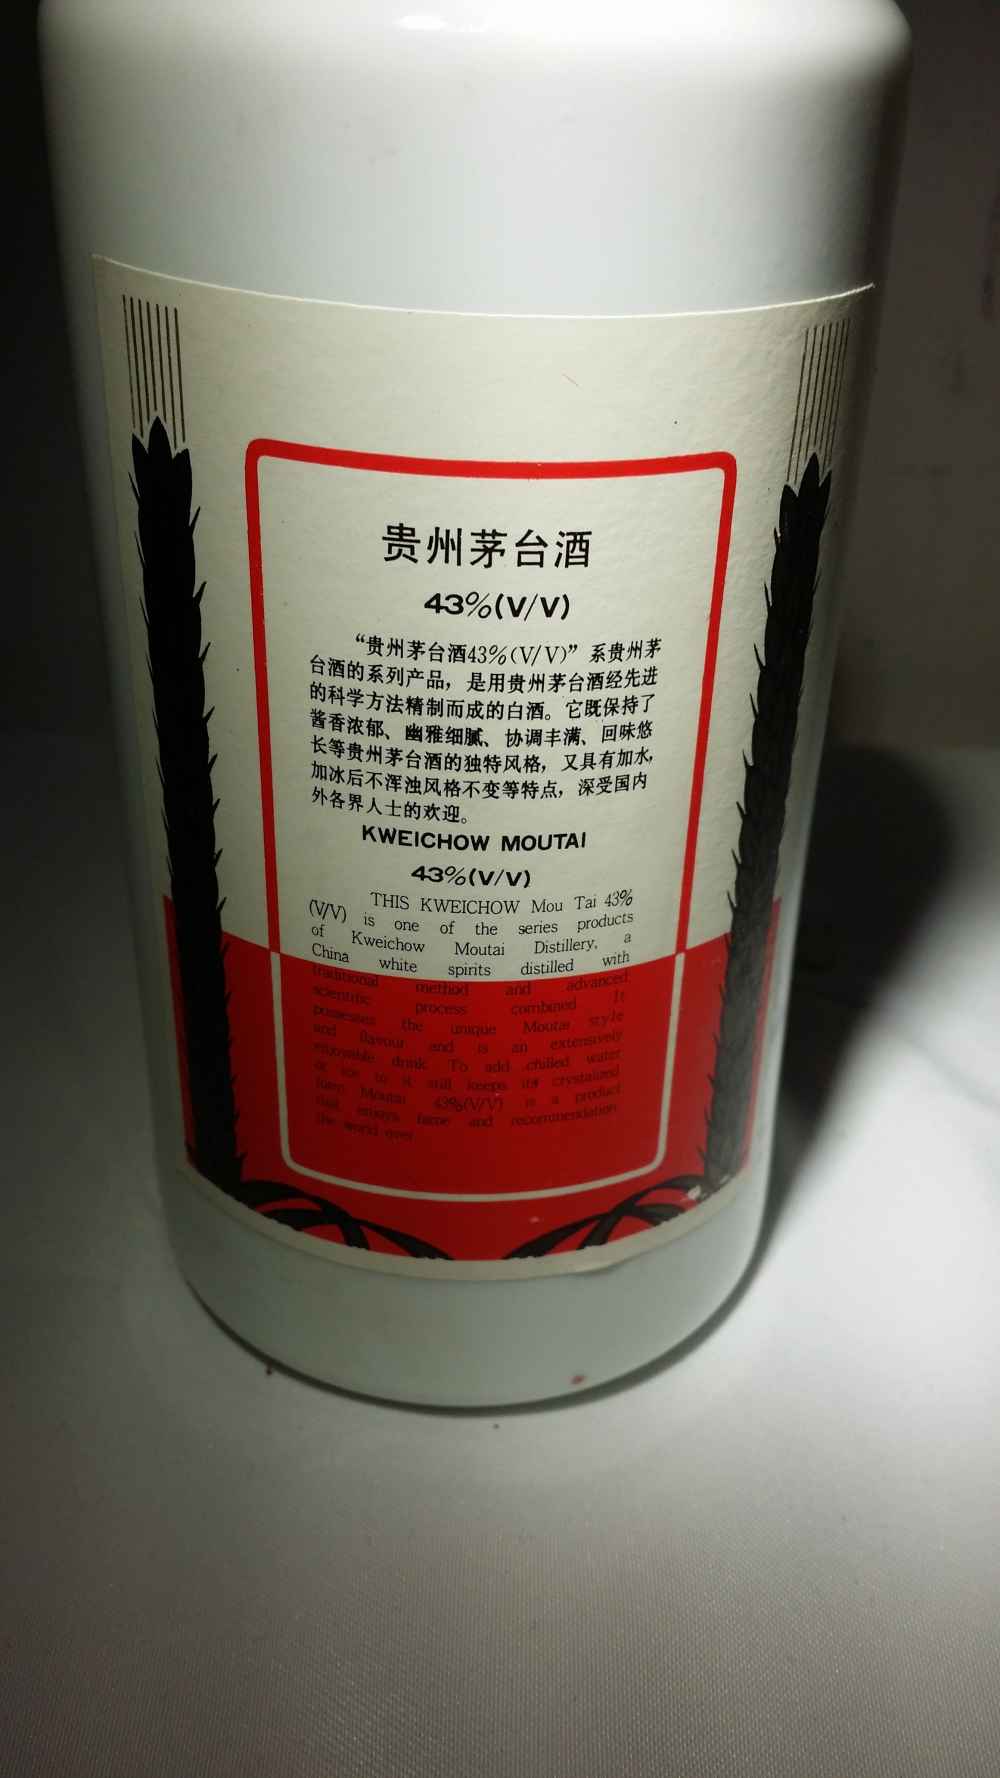 贵州茅台酒
43%(V/V)
“贵州茅台酒43%(V/V)”系贵州茅
台酒的系列产品，是用贵州茅台酒经先进
的科学方法精制而成的白酒。它既保持了
酱香浓郁、幽雅细腻、协调丰满、回味悠
长等贵州茅台酒的独特风格，又具有加水，
加冰后不浑浊风格不变等特点，深受国内
外各界人士的欢迎。
KWEICHOW MOUTAI
43%(V/V)
THIS KWEICHOW Mou Tai 43%
(V/V) is one of the series products
of Kweichow Moutai Distillery, a
China white spirits distilled with
traditional method and advanced
scientific process combined. It
possesses the unique Moutai style
and flavour and is an extensively
enjoyable drink. To add chilled water
or ice to it still keeps its crystalized
form. Moutai 43%(V/V) is a product
that enjoys fame and recommendation
the world over.